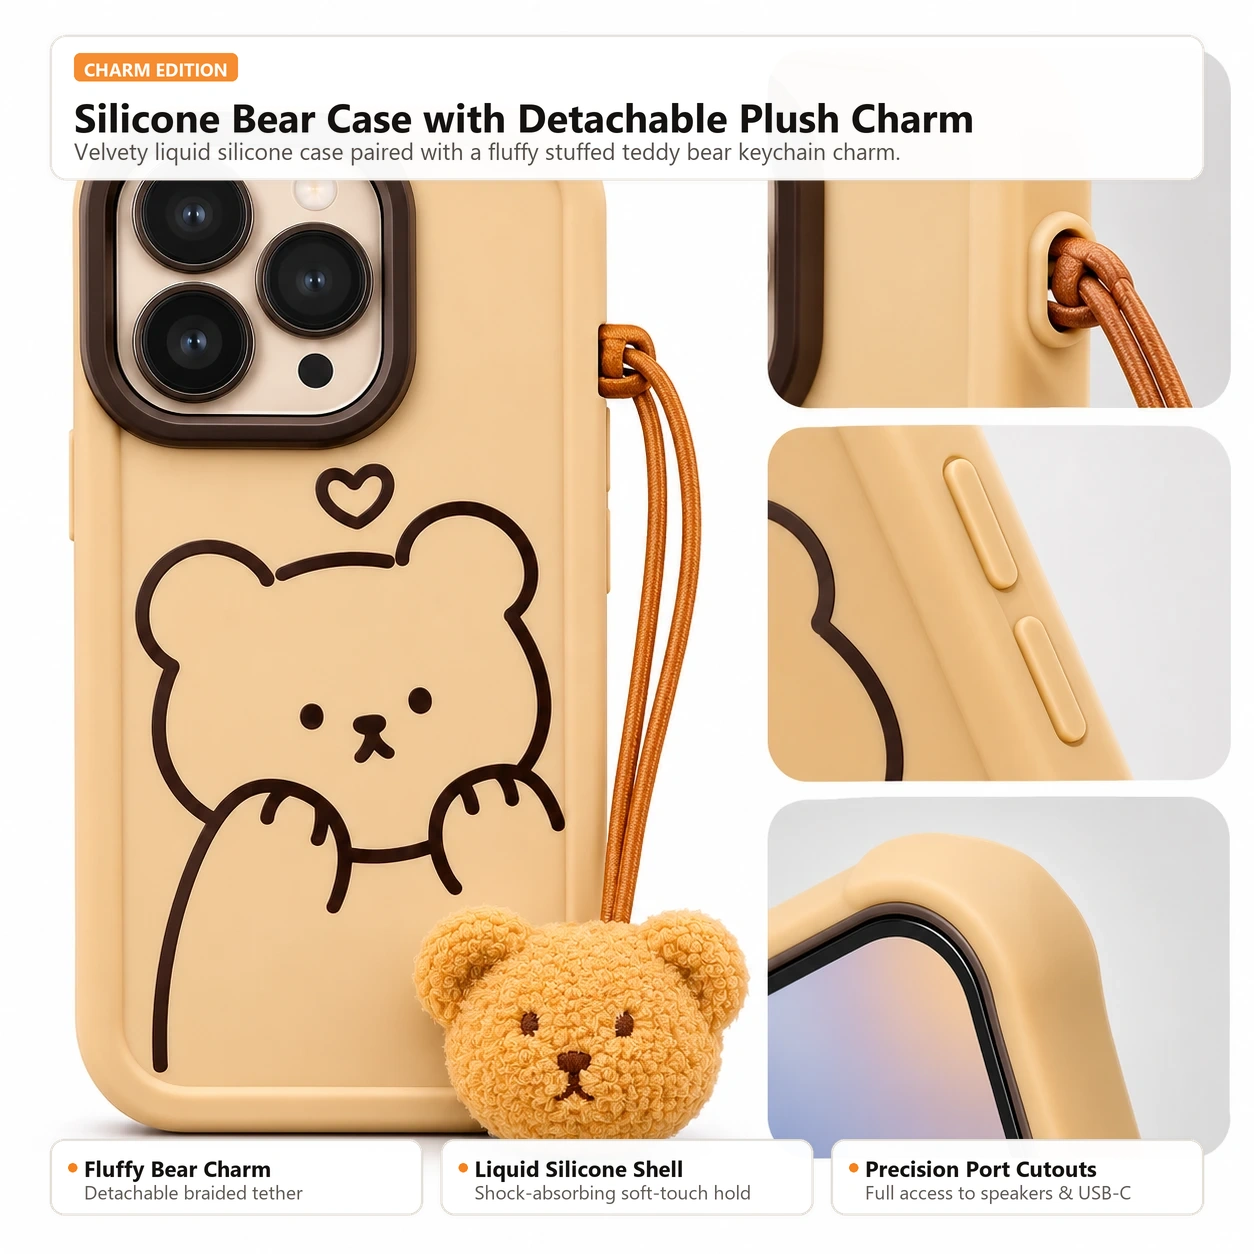 CHARM EDITION
Silicone Bear Case with Detachable Plush Charm
Velvety liquid silicone case paired with a fluffy stuffed teddy bear keychain charm.
Fluffy Bear Charm
Detachable braided tether
Liquid Silicone Shell
Shock-absorbing soft-touch hold
Precision Port Cutouts
Full access to speakers & USB-C